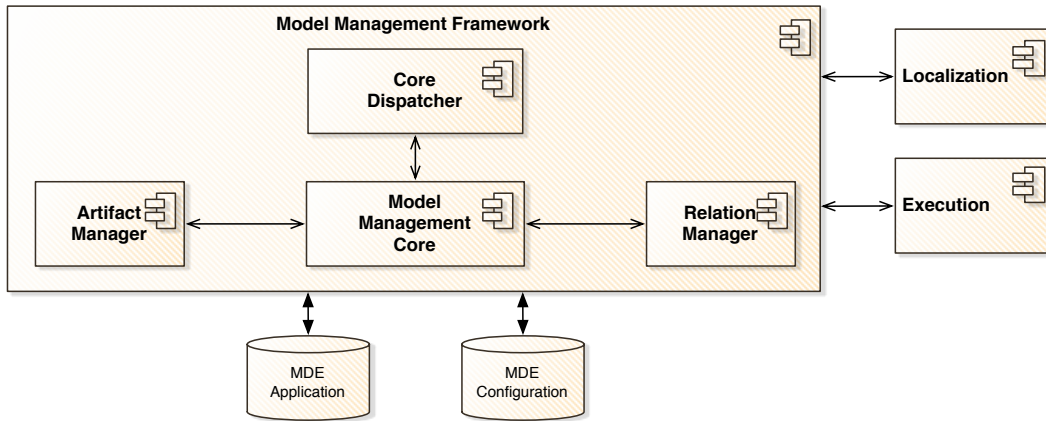 Model Management Framework
Core
Dispatcher
Localization
Artifact
Manager
Model
Management
Core
Relation
Manager
Execution
MDE
Application
MDE
Configuration